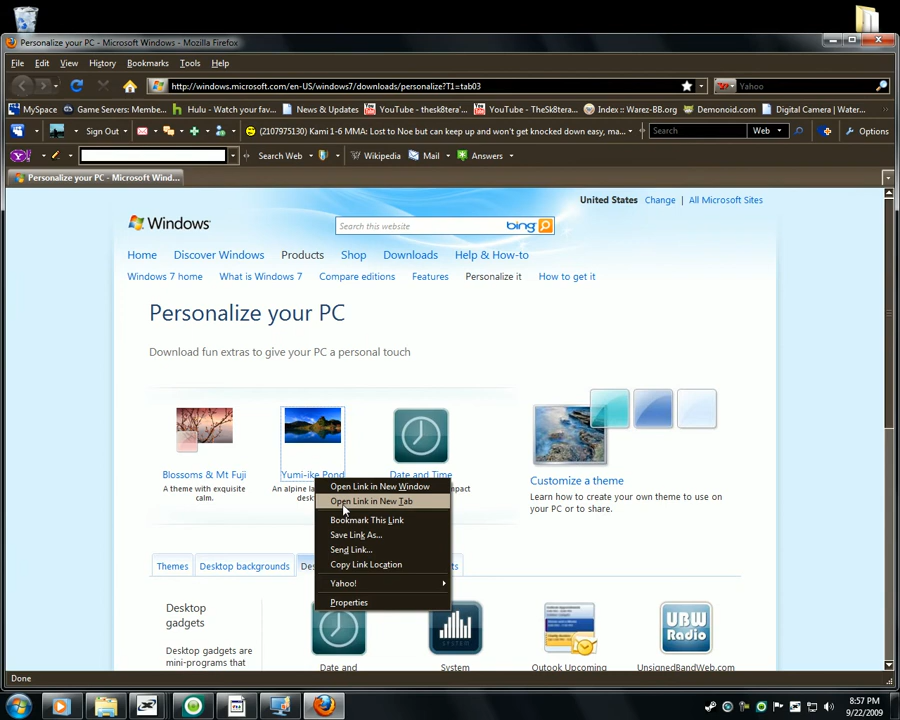 Personalize your PC - Microsoft Windows - Mozilla Firefox
File Edit View History Bookmarks Tools Help
http://windows.microsoft.com/en-US/windows7/downloads/personalize?T1=tab03
Yahoo
MySpace Game Servers: Membe... Hulu - Watch your fav... News & Updates YouTube - thesk8tera... YouTube - TheSk8tera... Index :: Warez-BB.org Demonoid.com Digital Camera | Water...
Sign Out (2107975130) Kami 1-6 MMA: Lost to Noe but can keep up and won't get knocked down easy, ma... Search Web Options
Y! Search Web Wikipedia Mail Answers
Personalize your PC - Microsoft Wind...
United States Change | All Microsoft Sites
Windows
Search this website bing
Home Discover Windows Products Shop Downloads Help & How-to
Windows 7 home What is Windows 7 Compare editions Features Personalize it How to get it
Personalize your PC
Download fun extras to give your PC a personal touch
Blossoms & Mt Fuji
A theme with exquisite
calm.
Yumi-ike Pond
An alpine la
desk
Date and Time
mpact
Customize a theme
Learn how to create your own theme to use on
your PC or to share.
Open Link in New Window
Open Link in New Tab
Bookmark This Link
Save Link As...
Send Link...
Copy Link Location
Yahoo!
Properties
Themes Desktop backgrounds Des ts
Desktop
gadgets
Desktop gadgets are
mini-programs that
Date and
System
Outook Upcoming
UBW
Radio
UnsignedBandWeb.com
SYSTEM
Done
8:57 PM
9/22/2009